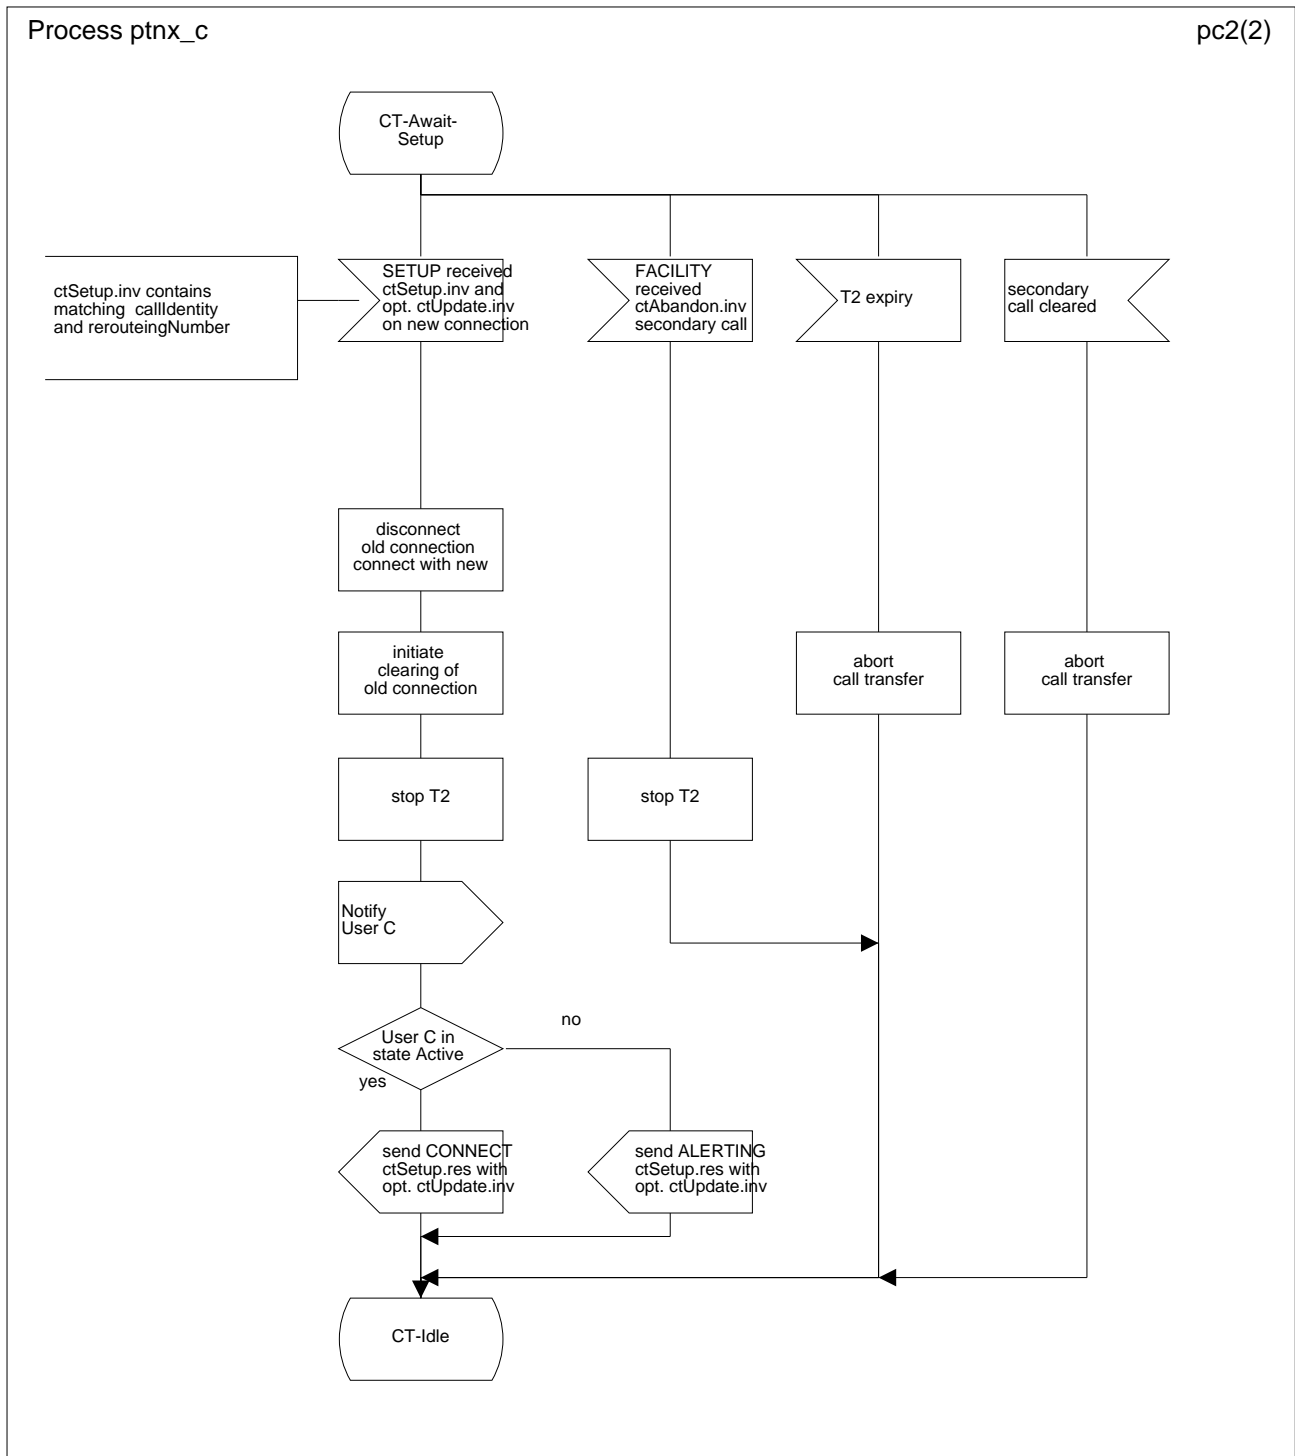 Process ptnx_c
pc2(2)
CT-Await-
Setup
ctSetup.inv contains
matching callIdentity
and rerouteingNumber
SETUP received
ctSetup.inv and
opt. ctUpdate.inv
on new connection
FACILITY
received
ctAbandon.inv
secondary call
T2 expiry
secondary
call cleared
disconnect
old connection
connect with new
initiate
clearing of
old connection
abort
call transfer
abort
call transfer
stop T2
stop T2
Notify
User C
User C in
state Active
no
yes
send CONNECT
ctSetup.res with
opt. ctUpdate.inv
send ALERTING
ctSetup.res with
opt. ctUpdate.inv
CT-Idle